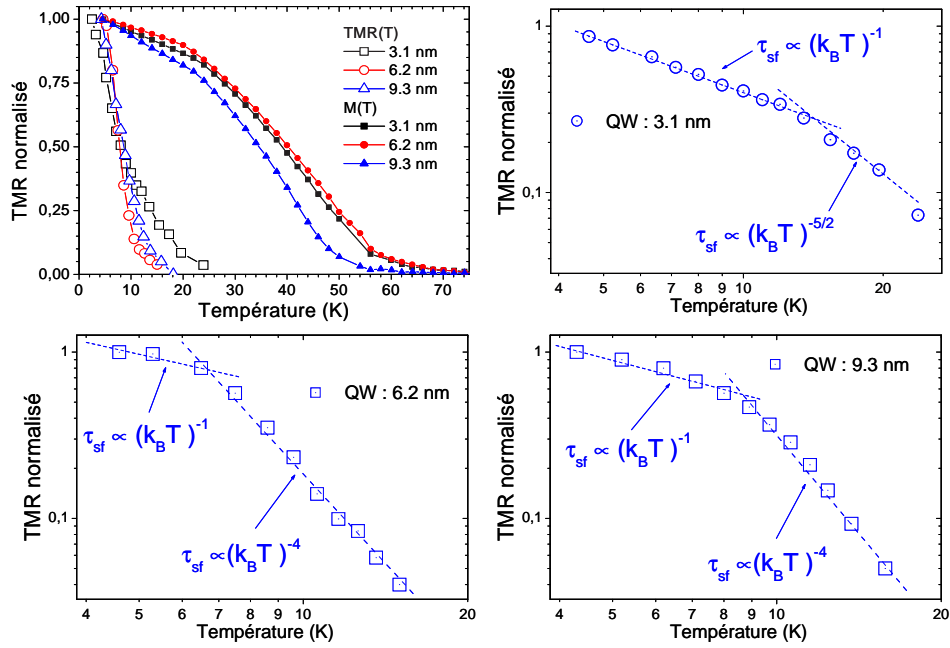 TMR normalisé
1,00
0,75
0,50
0,25
0,00
0 10 20 30 40 50 60 70
Température (K)
TMR(T)
3.1 nm
6.2 nm
9.3 nm
M(T)
3.1 nm
6.2 nm
9.3 nm
TMR normalisé
1
0,1
τsf ∝ (kBT )-1
QW : 3.1 nm
τsf ∝ (kBT )-5/2
4 5 6 7 8 9 10 20
Température (K)
TMR normalisé
1
0,1
QW : 6.2 nm
τsf ∝ (kBT )-1
τsf ∝(kBT )-4
4 5 6 7 8 9 10 20
Température (K)
TMR normalisé
1
0,1
QW : 9.3 nm
τsf ∝ (kBT )-1
τsf ∝(kBT )-4
4 5 6 7 8 9 10 20
Température (K)